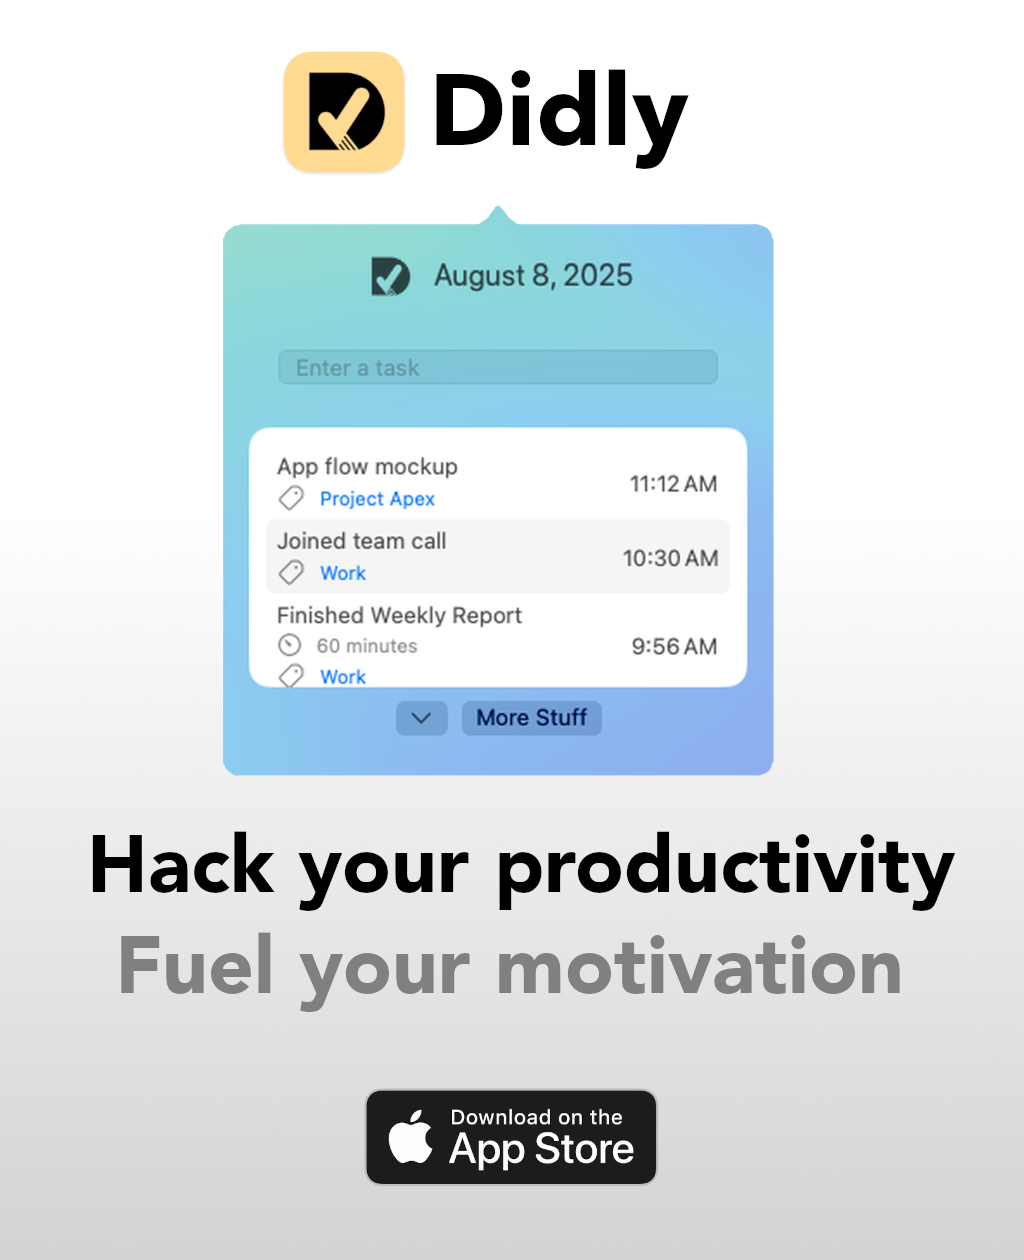 Didly
August 8, 2025
Enter a task
App flow mockup
Project Apex
11:12 AM
Joined team call
Work
10:30 AM
Finished Weekly Report
60 minutes
Work
9:56 AM
More Stuff
Hack your productivity
Fuel your motivation
Download on the
App Store